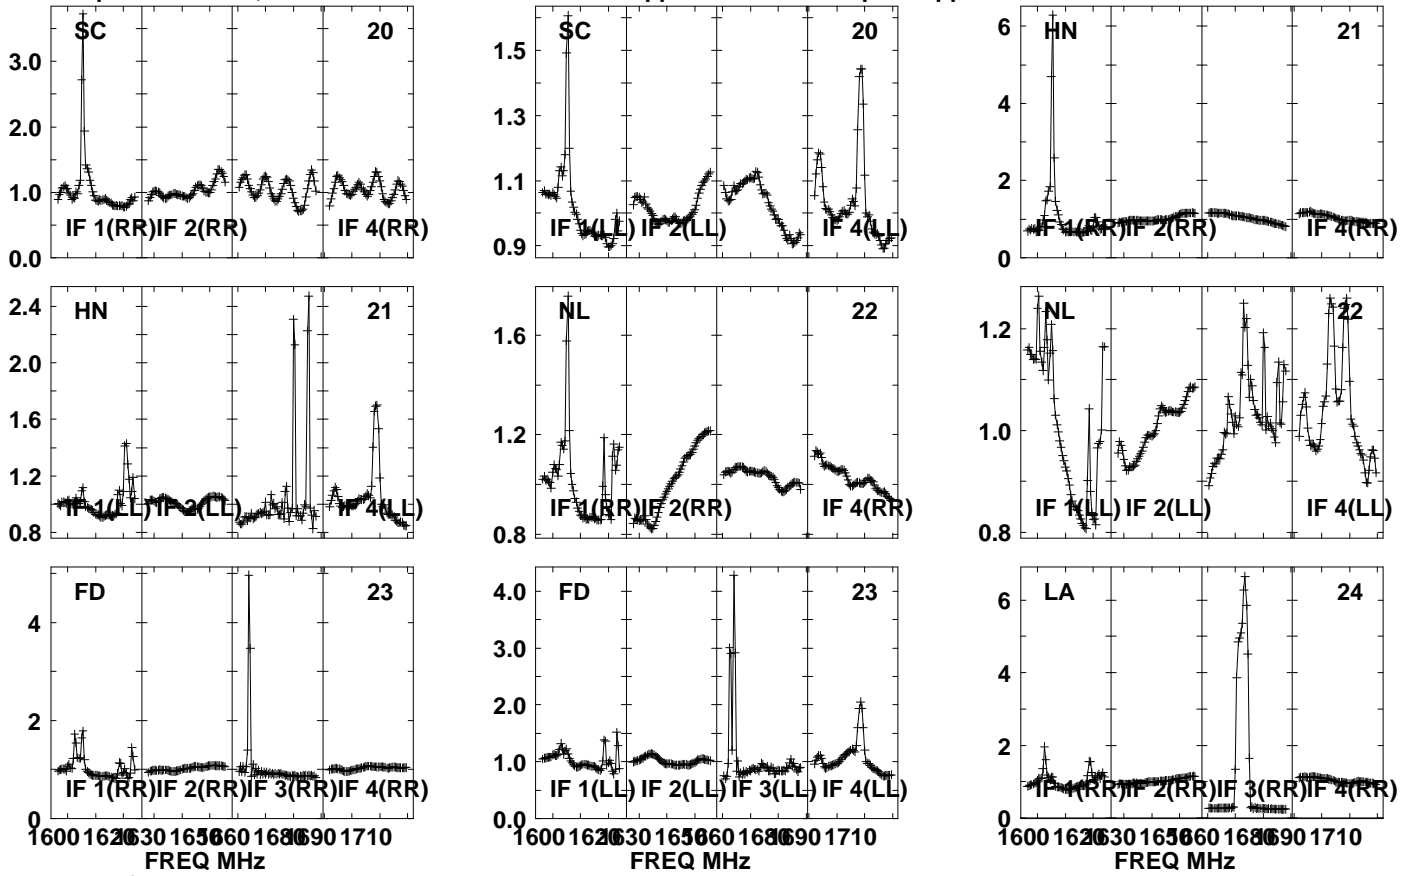 SC 20
3.0
2.0
1.0
0.0
IF 1(RR) IF 2(RR) IF 4(RR)
SC 20
1.5
1.3
1.1
0.9
IF 1(LL) IF 2(LL) IF 4(LL)
HN 21
6
4
2
0
IF 1(RR) IF 2(RR) IF 4(RR)
HN 21
2.4
2.0
1.6
1.2
0.8
IF 1(LL) IF 2(LL) IF 4(LL)
NL 22
1.6
1.2
0.8
IF 1(RR) IF 2(RR) IF 4(RR)
NL 22
1.2
1.0
0.8
IF 1(LL) IF 2(LL) IF 4(LL)
FD 23
4
2
0
IF 1(RR) IF 2(RR) IF 3(RR) IF 4(RR)
1600 1620 1630 1650 1660 1680 1690 1710
FREQ MHz
FD 23
4.0
3.0
2.0
1.0
0.0
IF 1(LL) IF 2(LL) IF 3(LL) IF 4(LL)
1600 1620 1630 1650 1660 1680 1690 1710
FREQ MHz
LA 24
6
4
2
0
IF 1(RR) IF 2(RR) IF 3(RR) IF 4(RR)
1600 1620 1630 1650 1660 1680 1690 1710
FREQ MHz